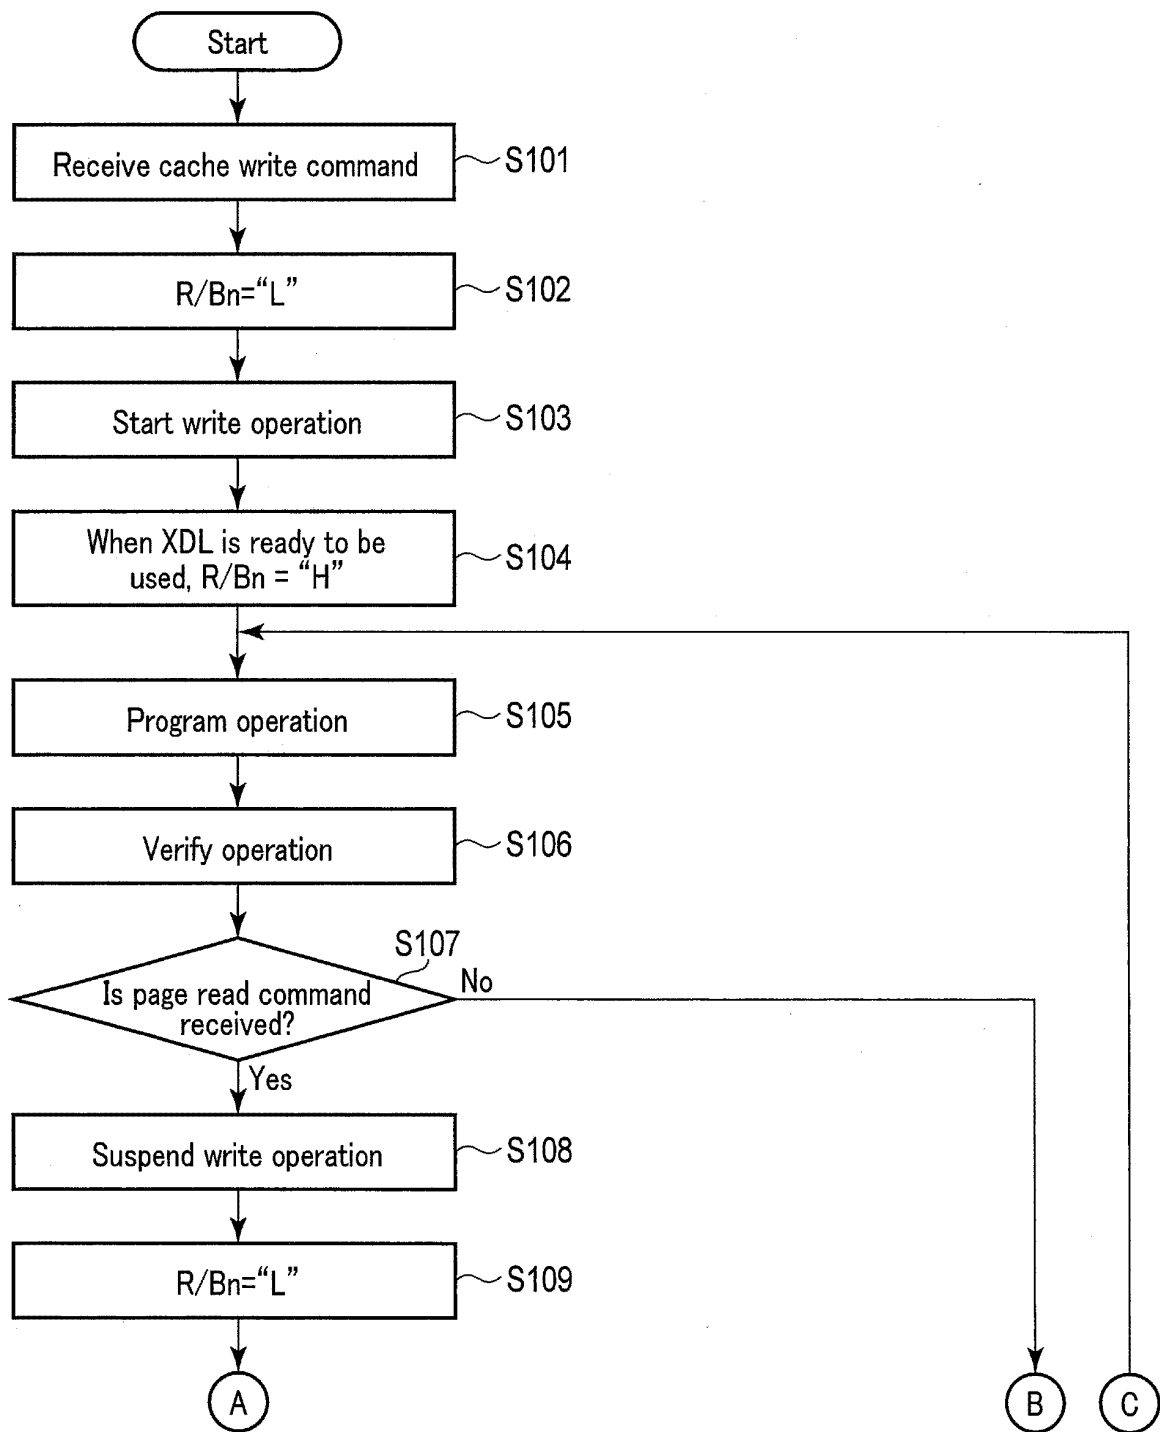 Start
Receive cache write command
S101
R/Bn="L"
S102
Start write operation
S103
When XDL is ready to be
used, R/Bn = "H"
S104
Program operation
S105
Verify operation
S106
S107
Is page read command
received?
No
Yes
Suspend write operation
S108
R/Bn="L"
S109
A
B
C